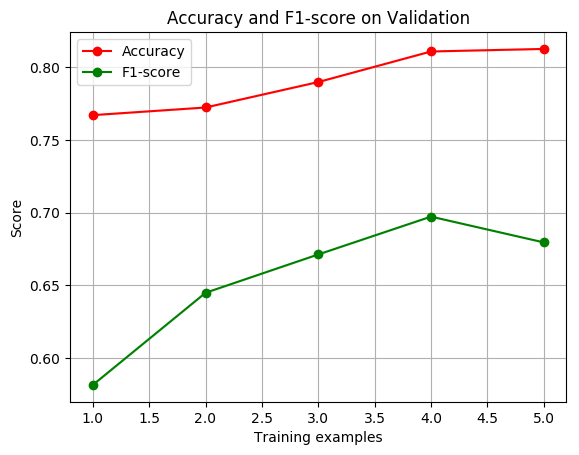 Accuracy and F1-score on Validation
Accuracy
F1-score
0.80
0.75
0.70
0.65
0.60
Score
1.0 1.5 2.0 2.5 3.0 3.5 4.0 4.5 5.0
Training examples